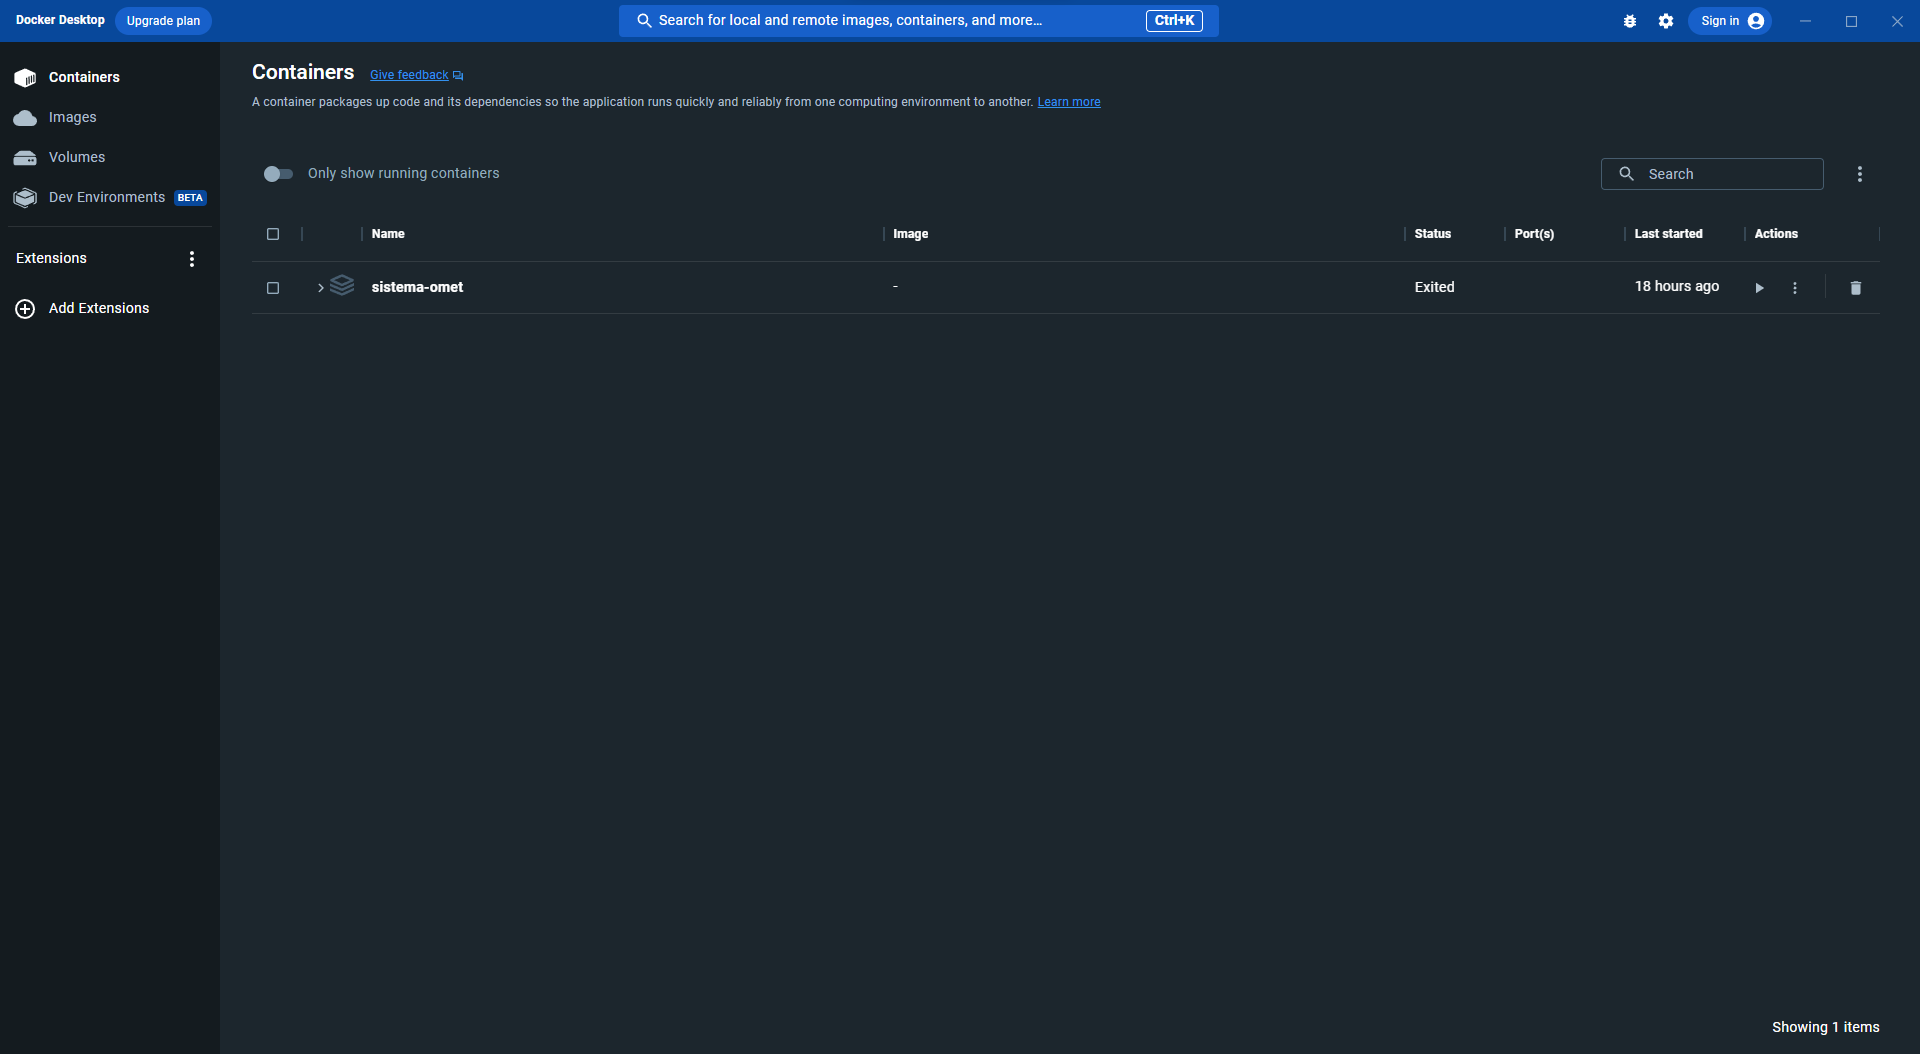 Docker Desktop
Upgrade plan
Search for local and remote images, containers, and more...
Ctrl+K
Sign in
Containers
Images
Volumes
Dev Environments BETA
Extensions
Add Extensions
Containers Give feedback
A container packages up code and its dependencies so the application runs quickly and reliably from one computing environment to another. Learn more
Only show running containers
Search
Name Image Status Port(s) Last started Actions
sistema-omet - Exited 18 hours ago
Showing 1 items